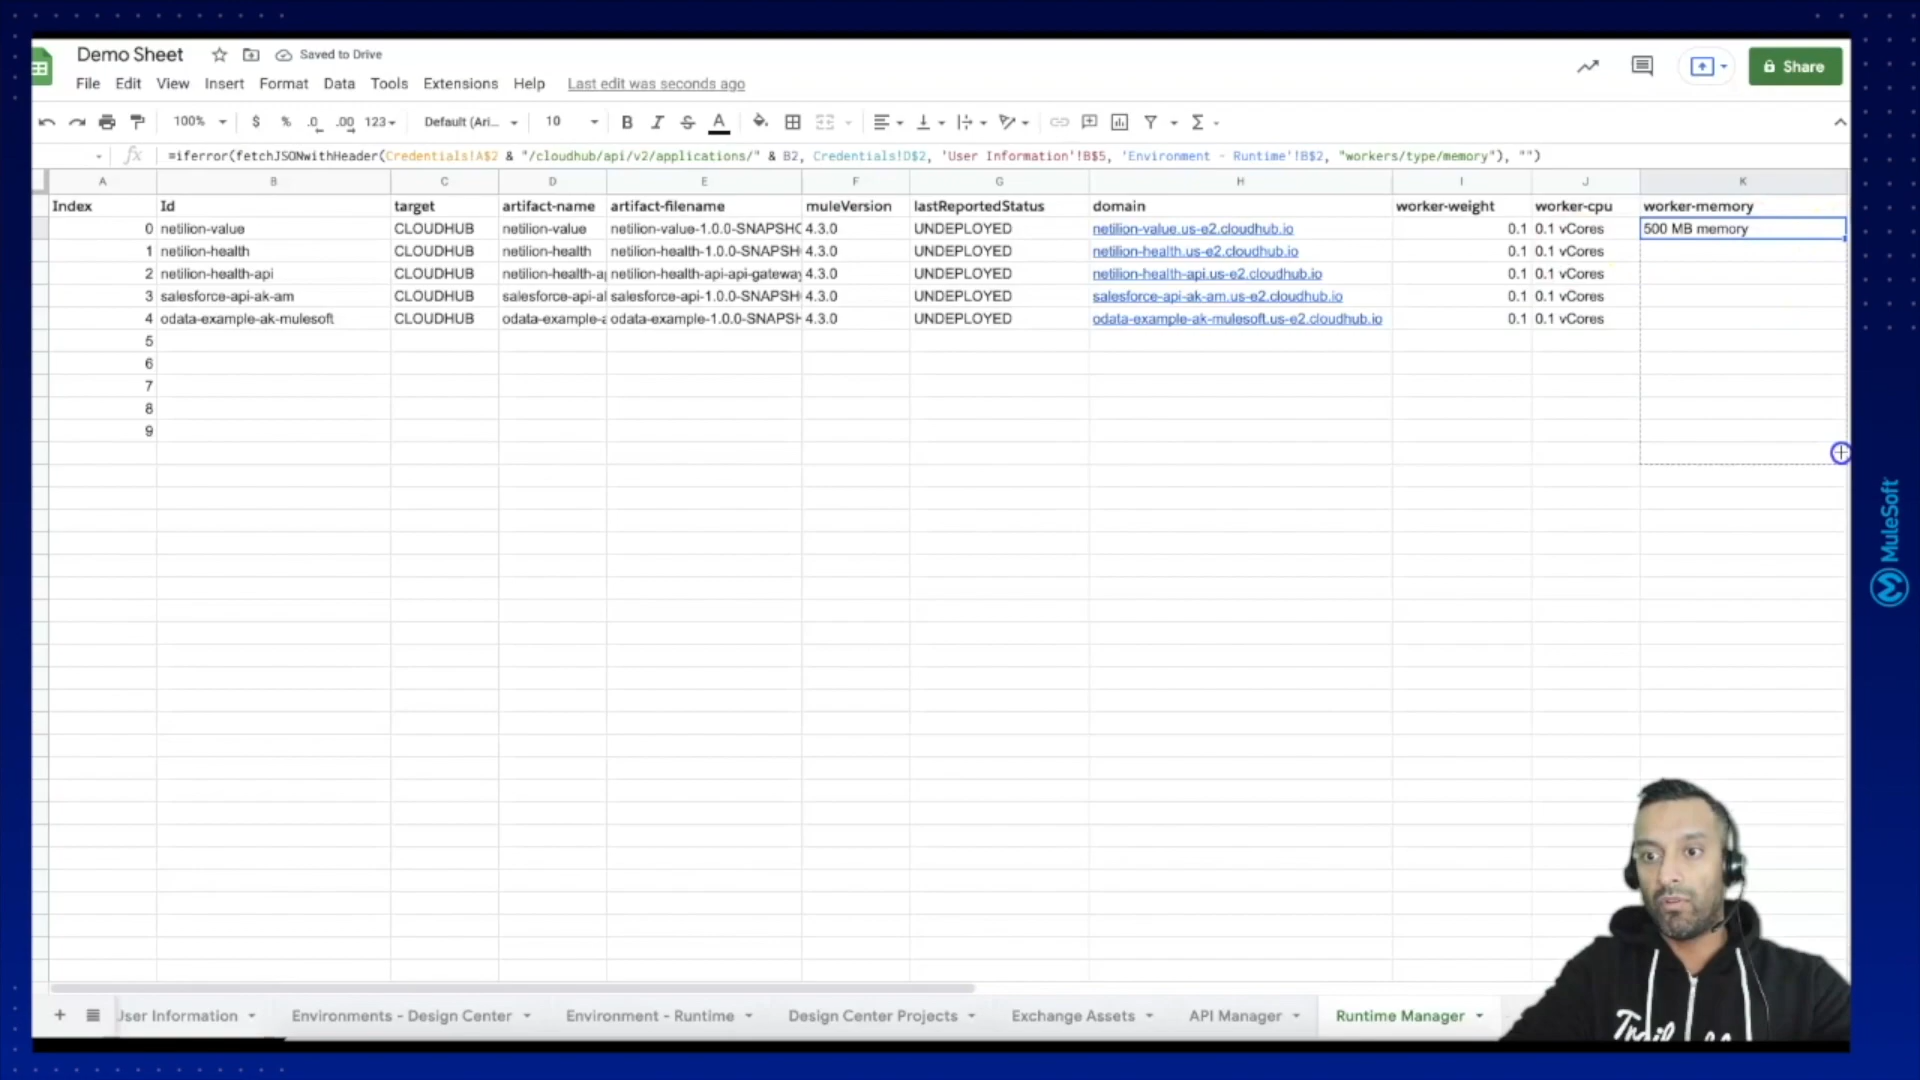 Demo Sheet Saved to Drive
File Edit View Insert Format Data Tools Extensions Help Last edit was seconds ago
Share
100% $ % .0 .00 123 Default (Ari... 10 B I S A
fx =iferror(fetchJSONwithHeader(Credentials!A$2 & "/cloudhub/api/v2/applications/" & B2, Credentials!D$2, 'User Information'!B$5, 'Environment - Runtime'!B$2, "workers/type/memory"), "")
A B C D E F G H I J K
Index Id target artifact-name artifact-filename muleVersion lastReportedStatus domain worker-weight worker-cpu worker-memory
0 netilion-value CLOUDHUB netilion-value netilion-value-1.0.0-SNAPSHO 4.3.0 UNDEPLOYED netilion-value.us-e2.cloudhub.io 0.1 0.1 vCores 500 MB memory
1 netilion-health CLOUDHUB netilion-health netilion-health-1.0.0-SNAPSH 4.3.0 UNDEPLOYED netilion-health.us-e2.cloudhub.io 0.1 0.1 vCores
2 netilion-health-api CLOUDHUB netilion-health-a netilion-health-api-api-gateway 4.3.0 UNDEPLOYED netilion-health-api.us-e2.cloudhub.io 0.1 0.1 vCores
3 salesforce-api-ak-am CLOUDHUB salesforce-api-a salesforce-api-1.0.0-SNAPSH 4.3.0 UNDEPLOYED salesforce-api-ak-am.us-e2.cloudhub.io 0.1 0.1 vCores
4 odata-example-ak-mulesoft CLOUDHUB odata-example-a odata-example-1.0.0-SNAPSH 4.3.0 UNDEPLOYED odata-example-ak-mulesoft.us-e2.cloudhub.io 0.1 0.1 vCores
5
6
7
8
9
MuleSoft
User Information Environments - Design Center Environment - Runtime Design Center Projects Exchange Assets API Manager Runtime Manager